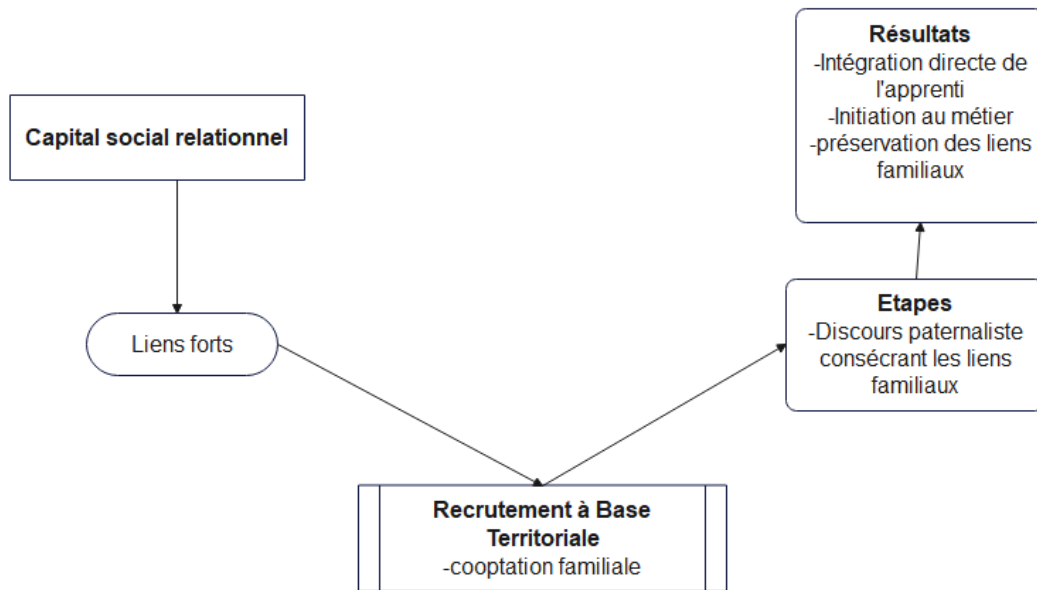 Capital social relationnel
Liens forts
Recrutement à Base
Territoriale
-cooptation familiale
Etapes
-Discours paternaliste
consécrant les liens
familiaux
Résultats
-Intégration directe de
l'apprenti
-Initiation au métier
-préservation des liens
familiaux